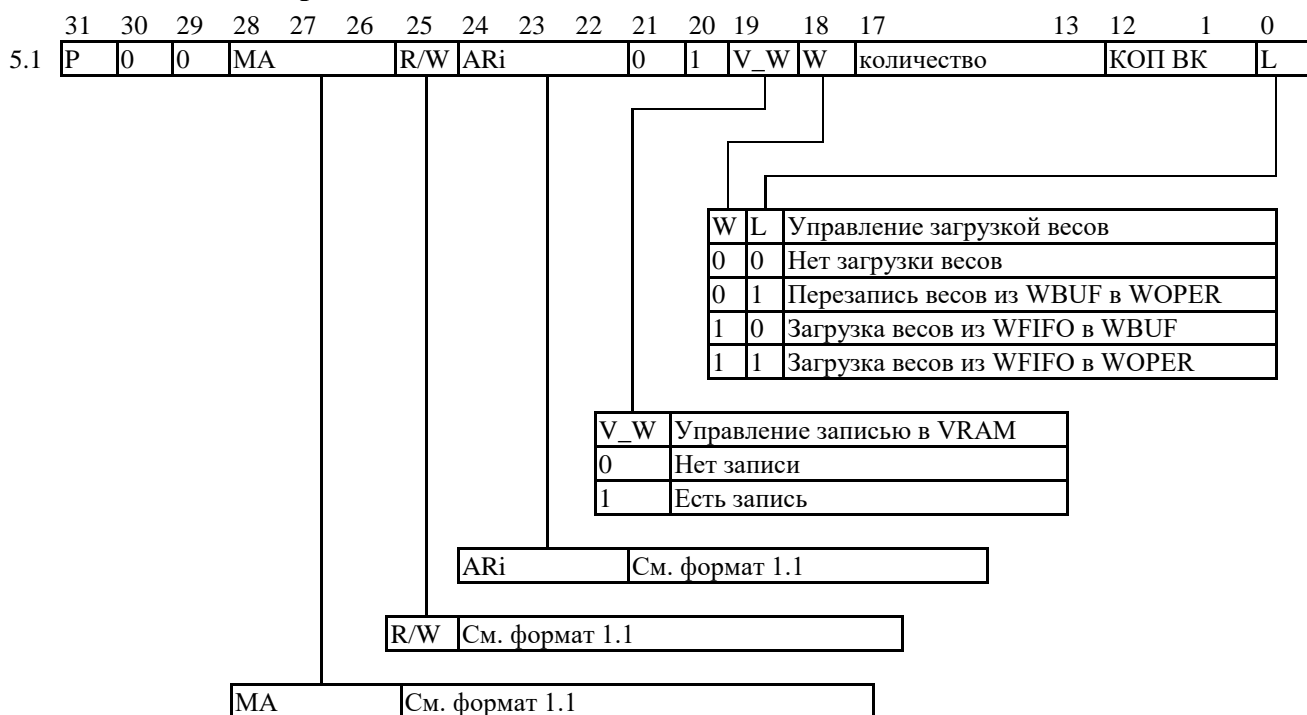 31 30 29 28 27 26 25 24 23 22 21 20 19 18 17 13 12 1 0
5.1 P 0 0 MA R/W ARi 0 1 V_W W количество КОП ВК L
W L Управление загрузкой весов
0 0 Нет загрузки весов
0 1 Перезапись весов из WBUF в WOPER
1 0 Загрузка весов из WFIFO в WBUF
1 1 Загрузка весов из WFIFO в WOPER
V_W Управление записью в VRAM
0 Нет записи
1 Есть запись
ARi См. формат 1.1
R/W См. формат 1.1
MA См. формат 1.1